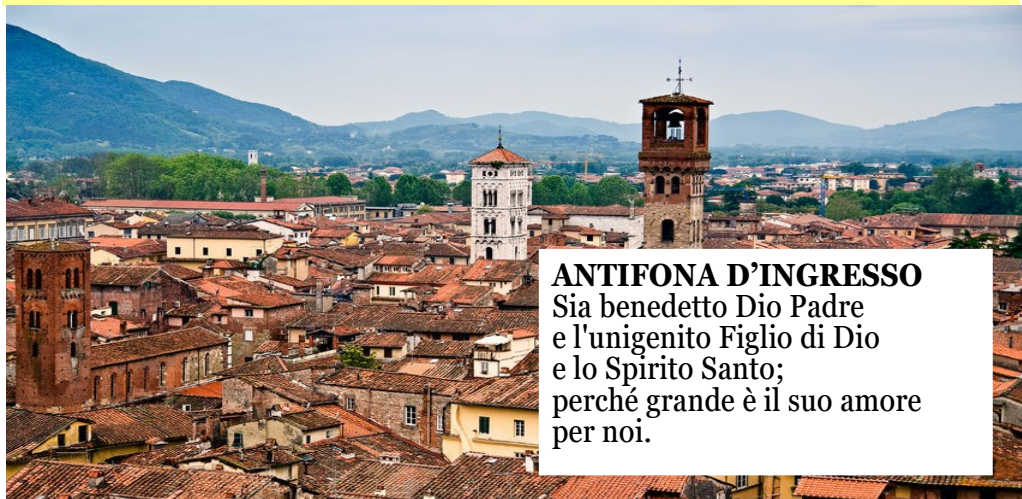 ANTIFONA D’INGRESSO
Sia benedetto Dio Padre
e l'unigenito Figlio di Dio
e lo Spirito Santo;
perché grande è il suo amore
per noi.